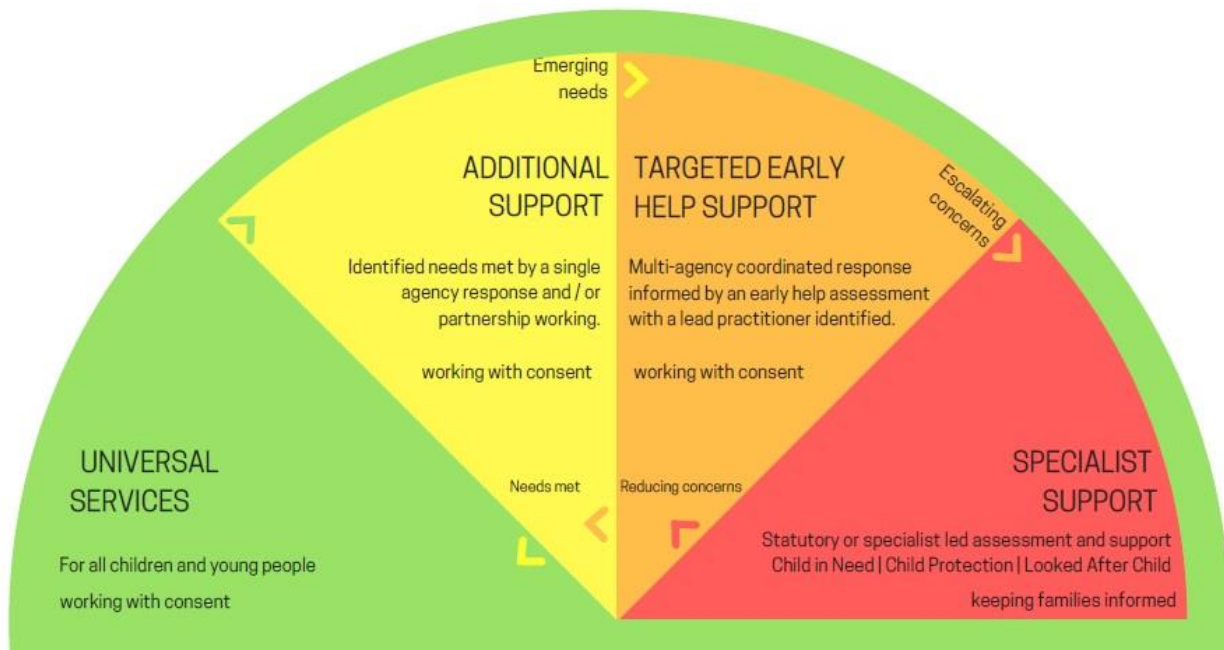 Emerging
needs
ADDITIONAL
SUPPORT
Identified needs met by a single
agency response and / or
partnership working.
working with consent
TARGETED EARLY
HELP SUPPORT
Multi-agency coordinated response
informed by an early help assessment
with a lead practitioner identified.
working with consent
Escalating
concerns
UNIVERSAL
SERVICES
For all children and young people
working with consent
Needs met
Reducing concerns
SPECIALIST
SUPPORT
Statutory or specialist led assessment and support
Child in Need | Child Protection | Looked After Child
keeping families informed